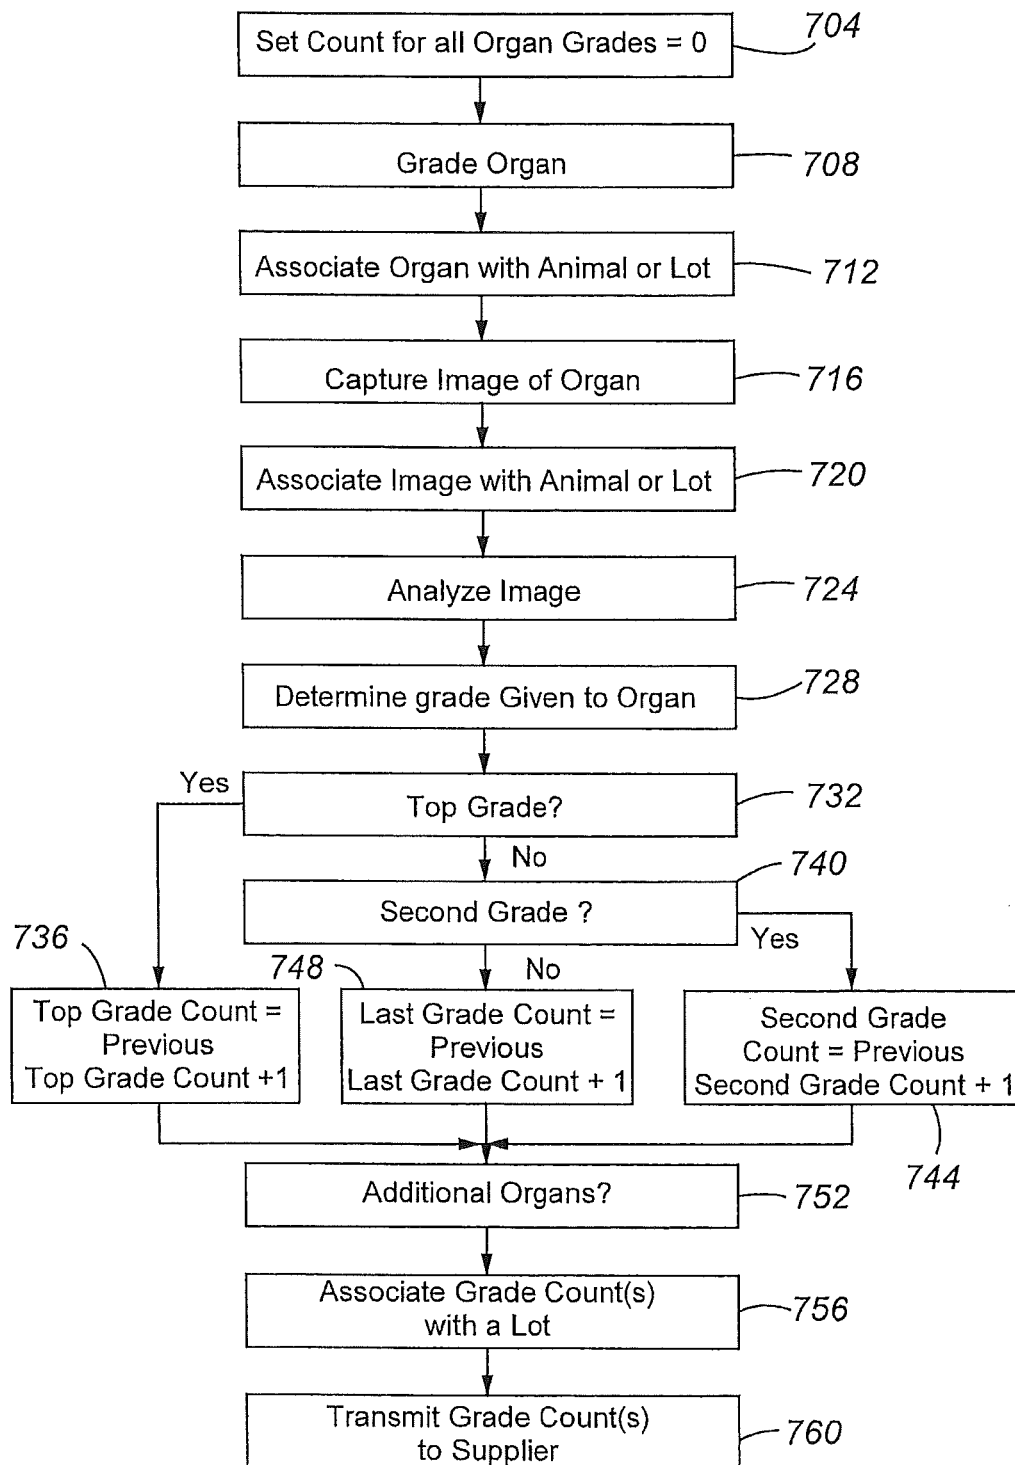 Set Count for all Organ Grades = 0
704
Grade Organ
708
Associate Organ with Animal or Lot
712
Capture Image of Organ
716
Associate Image with Animal or Lot
720
Analyze Image
724
Determine grade Given to Organ
728
Yes
Top Grade?
732
No
740
Second Grade ?
Yes
736
748
No
Top Grade Count =
Previous
Top Grade Count +1
Last Grade Count =
Previous
Last Grade Count + 1
Second Grade
Count = Previous
Second Grade Count + 1
744
Additional Organs?
752
Associate Grade Count(s)
with a Lot
756
Transmit Grade Count(s)
to Supplier
760